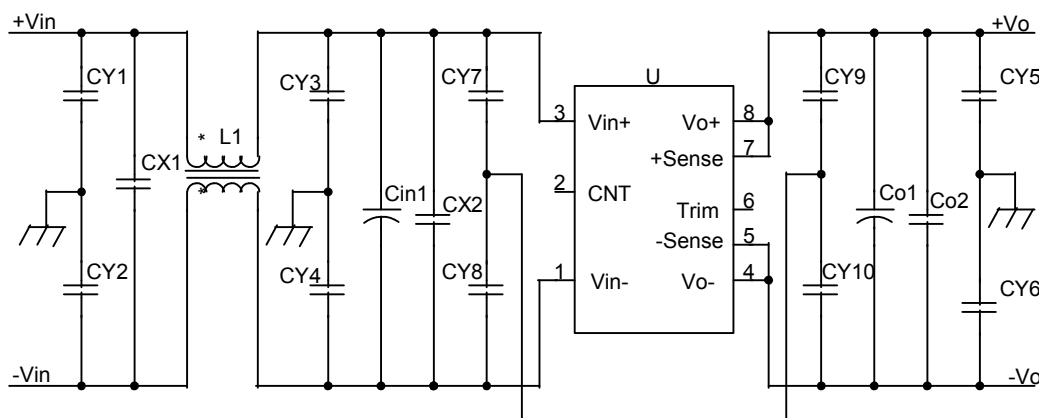 +Vin
+Vo
CY1
CY3
CY7
U
CY9
CY5
3
Vin+
Vo+
8
* L1
+Sense
7
CX1
*
2
CNT
Cin1
CX2
Trim
6
Co1
Co2
-Sense
5
CY2
CY4
CY8
1
Vin-
Vo-
4
CY10
CY6
-Vin
-Vo